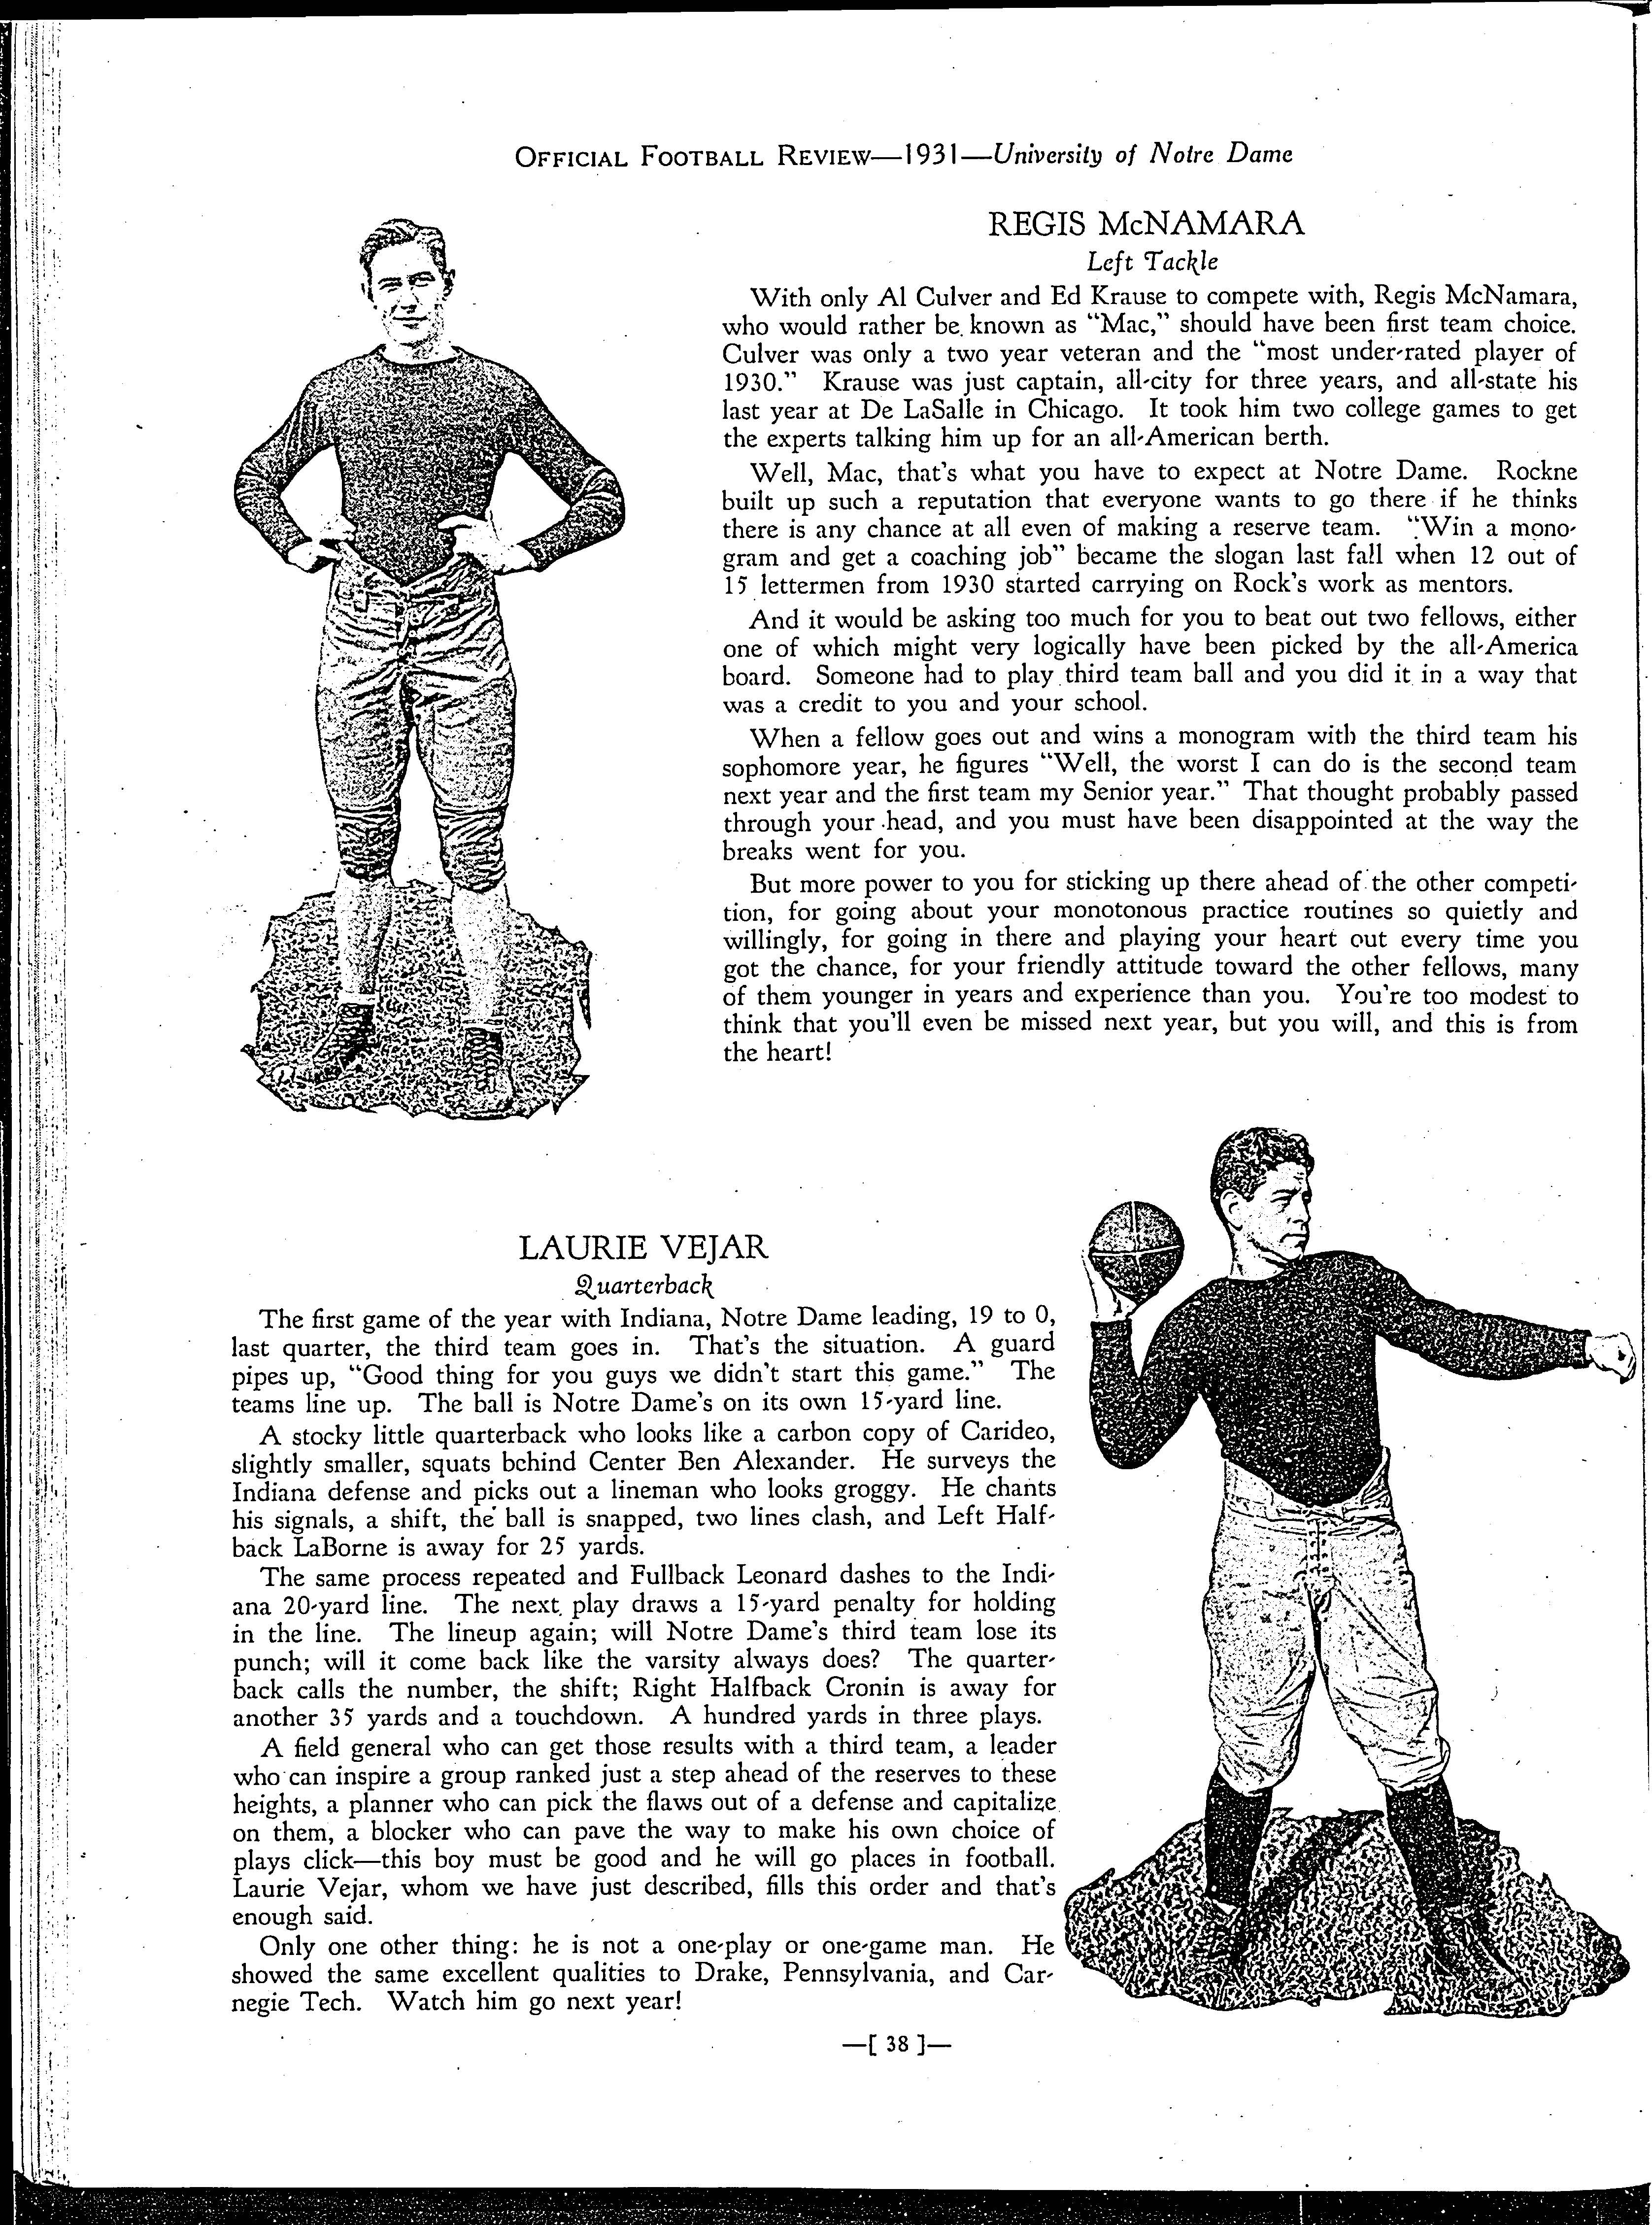 OFFICIAL FOOTBALL REVIEW—1931—University of Notre Dame
REGIS McNAMARA
Left Tackle
With only Al Culver and Ed Krause to compete with, Regis McNamara,
who would rather be known as “Mac,” should have been first team choice.
Culver was only a two year veteran and the “most under-rated player of
1930.” Krause was just captain, all-city for three years, and all-state his
last year at De LaSalle in Chicago. It took him two college games to get
the experts talking him up for an all-American berth.
Well, Mac, that's what you have to expect at Notre Dame. Rockne
built up such a reputation that everyone wants to go there if he thinks
there is any chance at all even of making a reserve team. “Win a mono-
gram and get a coaching job” became the slogan last fall when 12 out of
15 lettermen from 1930 started carrying on Rock's work as mentors.
And it would be asking too much for you to beat out two fellows, either
one of which might very logically have been picked by the all-America
board. Someone had to play third team ball and you did it in a way that
was a credit to you and your school.
When a fellow goes out and wins a monogram with the third team his
sophomore year, he figures “Well, the worst I can do is the second team
next year and the first team my Senior year.” That thought probably passed
through your head, and you must have been disappointed at the way the
breaks went for you.
But more power to you for sticking up there ahead of the other competi-
tion, for going about your monotonous practice routines so quietly and
willingly, for going in there and playing your heart out every time you
got the chance, for your friendly attitude toward the other fellows, many
of them younger in years and experience than you. You're too modest to
think that you'll even be missed next year, but you will, and this is from
the heart!
LAURIE VEJAR
Quarterback
The first game of the year with Indiana, Notre Dame leading, 19 to 0,
last quarter, the third team goes in. That's the situation. A guard
pipes up, “Good thing for you guys we didn't start this game.” The
teams line up. The ball is Notre Dame's on its own 15-yard line.
A stocky little quarterback who looks like a carbon copy of Carideo,
slightly smaller, squats behind Center Ben Alexander. He surveys the
Indiana defense and picks out a lineman who looks groggy. He chants
his signals, a shift, the ball is snapped, two lines clash, and Left Half-
back LaBorne is away for 25 yards.
The same process repeated and Fullback Leonard dashes to the Indi-
ana 20-yard line. The next play draws a 15-yard penalty for holding
in the line. The lineup again; will Notre Dame's third team lose its
punch; will it come back like the varsity always does? The quarter-
back calls the number, the shift; Right Halfback Cronin is away for
another 35 yards and a touchdown. A hundred yards in three plays.
A field general who can get those results with a third team, a leader
who can inspire a group ranked just a step ahead of the reserves to these
heights, a planner who can pick the flaws out of a defense and capitalize
on them, a blocker who can pave the way to make his own choice of
plays click—this boy must be good and he will go places in football.
Laurie Vejar, whom we have just described, fills this order and that's
enough said.
Only one other thing: he is not a one-play or one-game man. He
showed the same excellent qualities to Drake, Pennsylvania, and Car-
negie Tech. Watch him go next year!
—[ 38 ]—